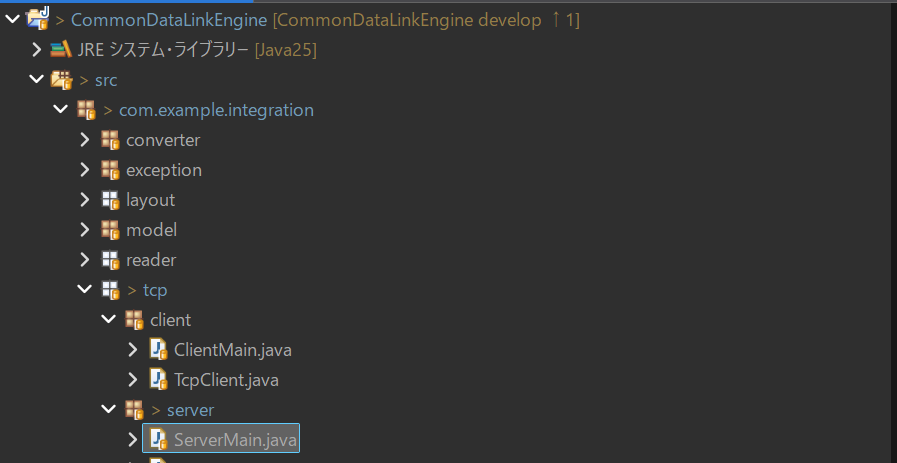 > CommonDataLinkEngine [CommonDataLinkEngine develop ↑1]
JRE システム・ライブラリー [Java25]
> src
> com.example.integration
converter
exception
layout
model
reader
> tcp
client
ClientMain.java
TcpClient.java
> server
ServerMain.java